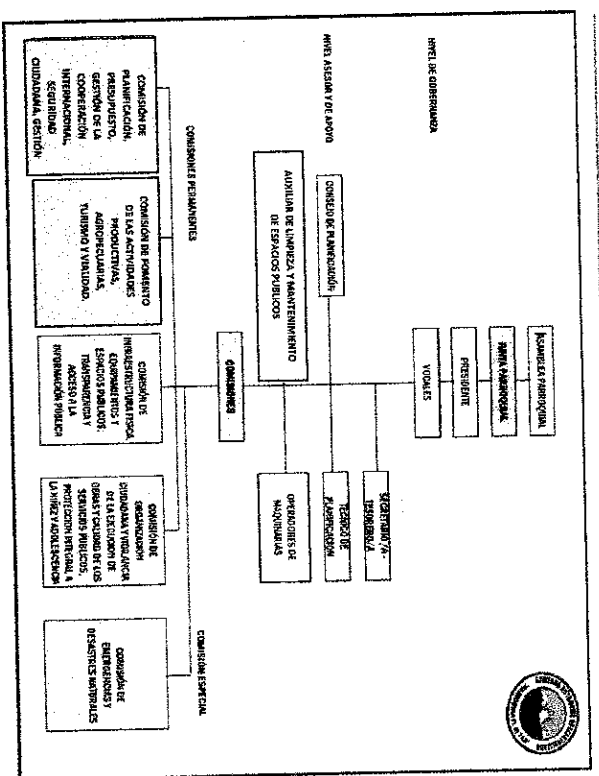 ASAMBLEA PARROQUIAL
JUNTA PARROQUIAL
PRESIDENTE
VOCALES
NIVEL DE GOBERNANZA
NIVEL ASESOR Y DE APOYO
SECRETARIO/A -
TESORERO/A
CONSEJO DE PLANIFICACIÓN
TECNICO DE
PLANIFICACION
AUXILIAR DE LIMPIEZA Y MANTENIMIENTO
DE ESPACIOS PUBLICOS
OPERADORES DE
MAQUINARIAS
COMISIONES
COMISIONES PERMANENTES
COMISIÓN ESPECIAL
COMISIÓN DE
PLANIFICACIÓN,
PRESUPUESTO,
GESTIÓN DE LA
COOPERACIÓN
INTERNACIONAL,
SEGURIDAD
CIUDADANA, GESTIÓN
COMISIÓN DE FOMENTO
DE LAS ACTIVIDADES
PRODUCTIVAS,
AGROPECUARIAS,
TURISMO Y VIALIDAD.
COMISIÓN DE
INFRAESTRUCTURA FISICA,
EQUIPAMIENTOS Y
ESPACIOS PUBLICOS.
TRANSPARENCIA Y
ACCESO A LA
INFORMACIÓN PÚBLICA
COMISIÓN DE
ORGANIZACIÓN
CIUDADANA Y VIGILANCIA
DE LA EJECUCION DE
OBRAS Y CALIDAD DE LOS
SERVICIOS PUBLICOS,
PROTECCION INTEGRAL A
LA NIÑEZ Y ADOLESCENCIA
COMISIÓN DE
EMERGENCIAS Y
DESASTRES NATURALES